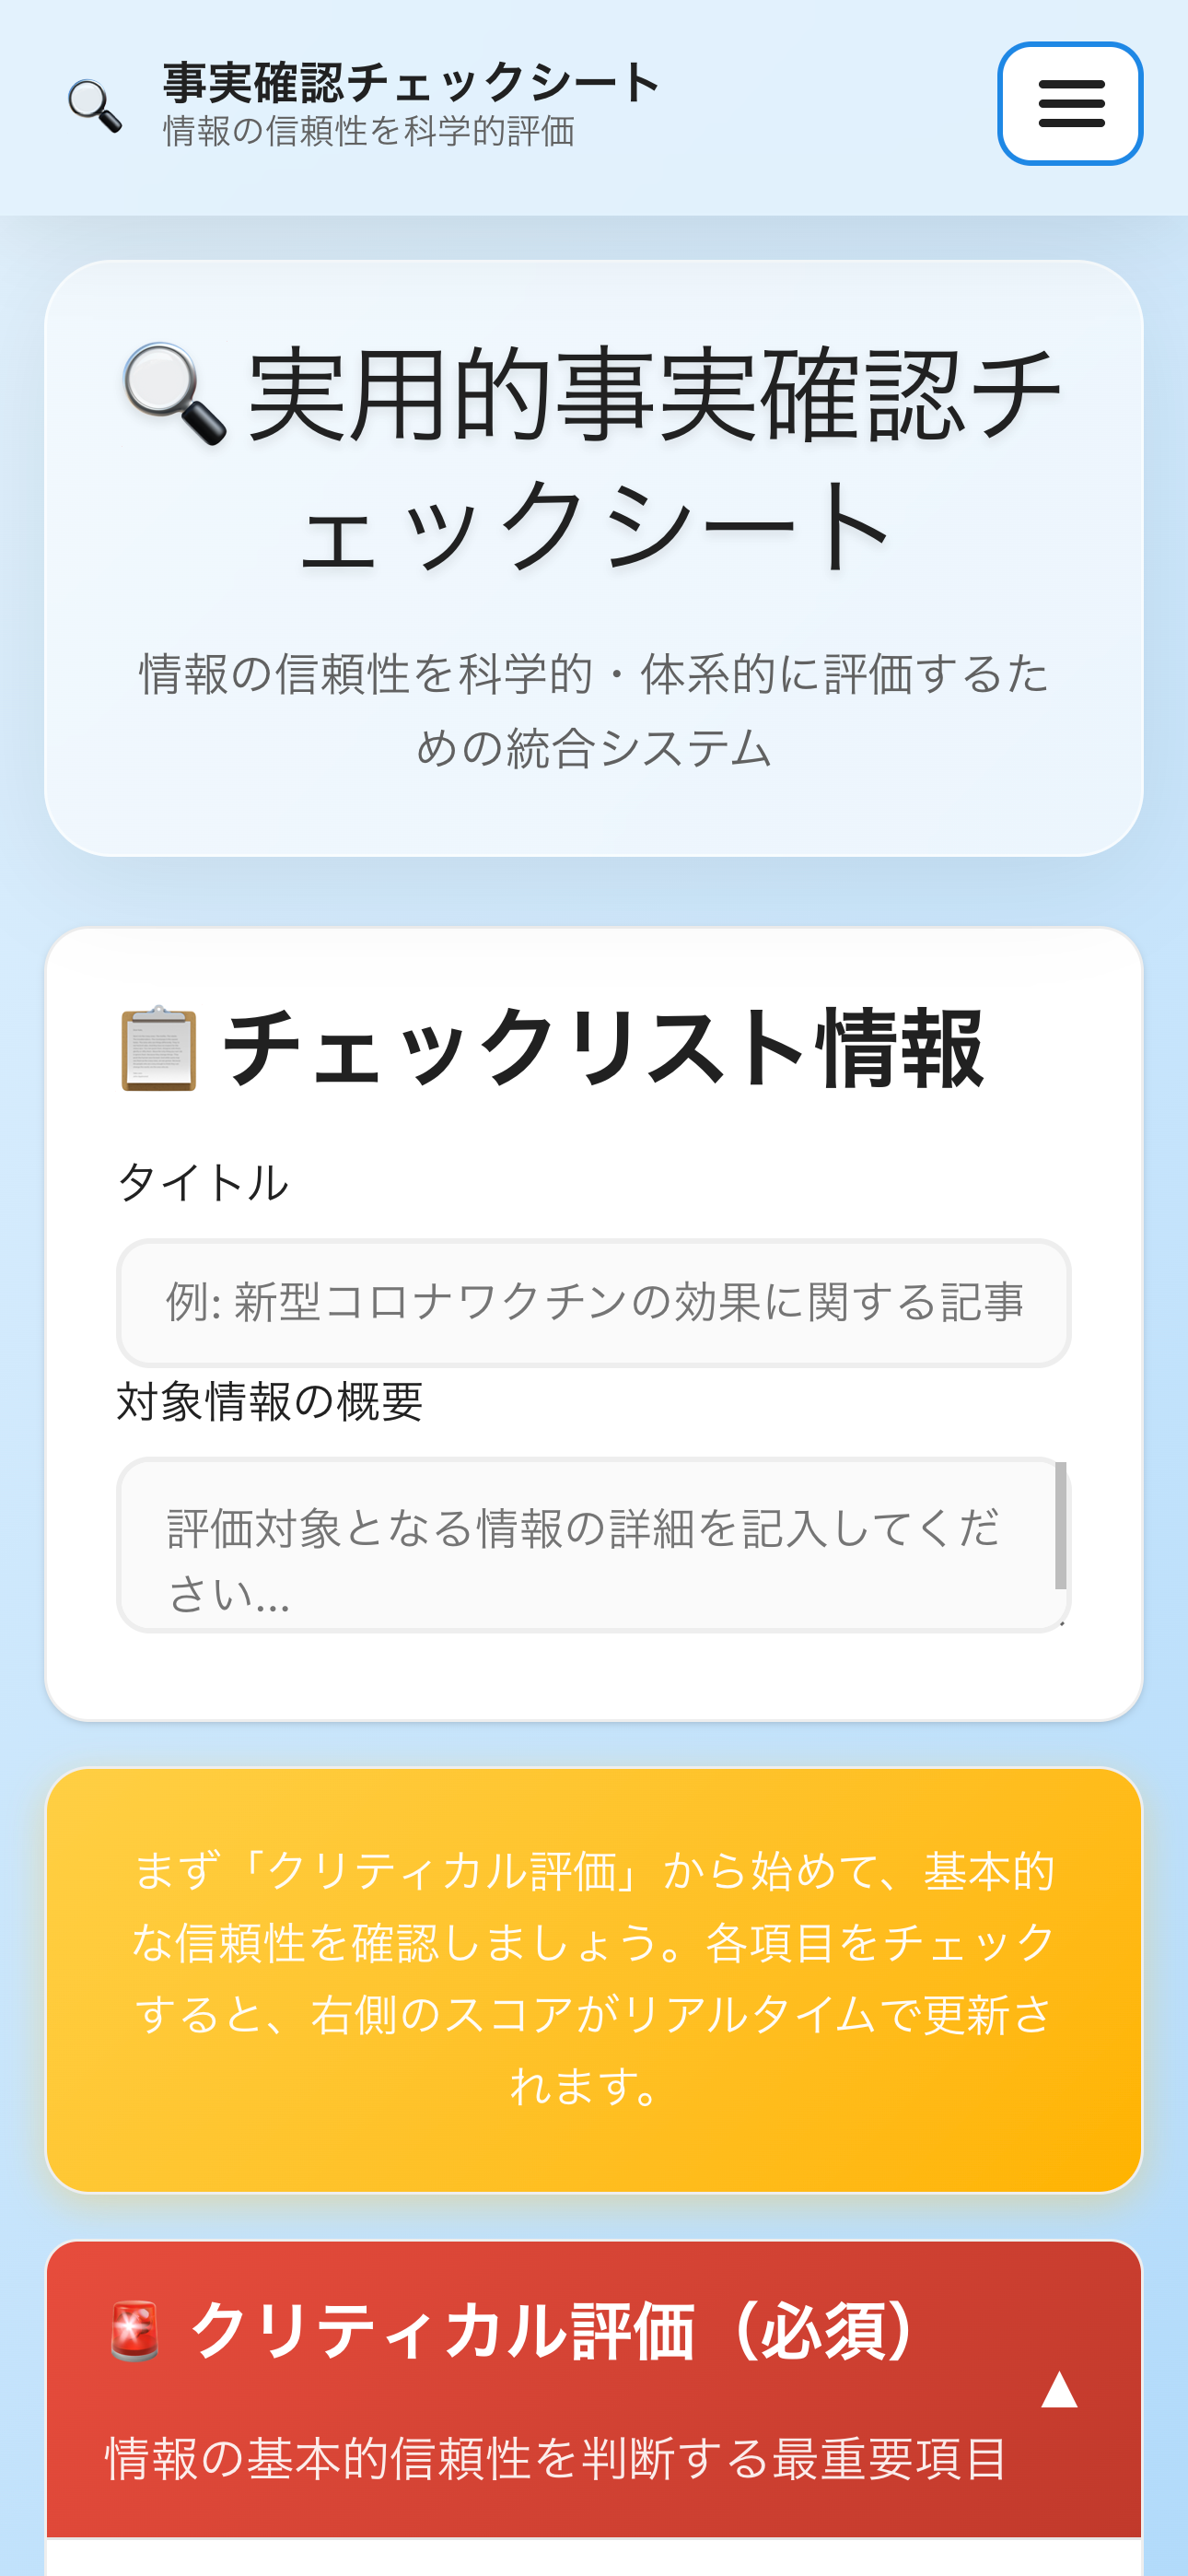 事実確認チェックシート
情報の信頼性を科学的評価
実用的事実確認チ
ェックシート
情報の信頼性を科学的・体系的に評価するた
めの統合システム
チェックリスト情報
タイトル
例: 新型コロナワクチンの効果に関する記事
対象情報の概要
評価対象となる情報の詳細を記入してくだ
さい...
まず「クリティカル評価」から始めて、基本的
な信頼性を確認しましょう。各項目をチェック
すると、右側のスコアがリアルタイムで更新さ
れます。
クリティカル評価（必須）
▲
情報の基本的信頼性を判断する最重要項目